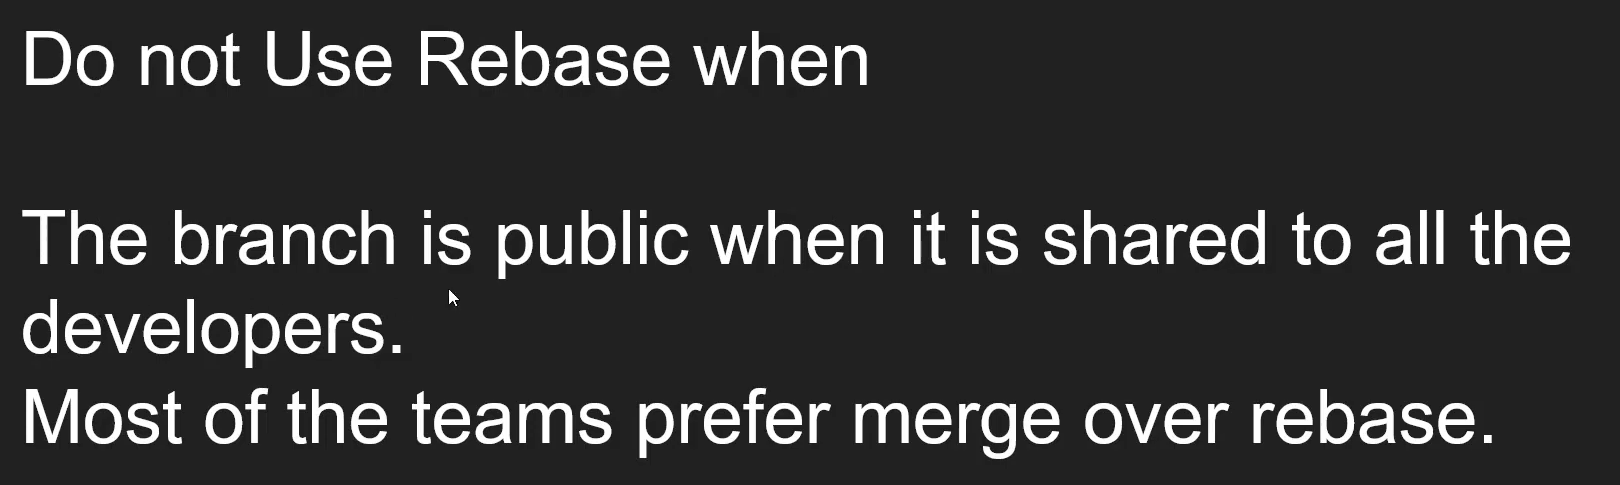 Do not Use Rebase when
The branch is public when it is shared to all the
developers.
Most of the teams prefer merge over rebase.